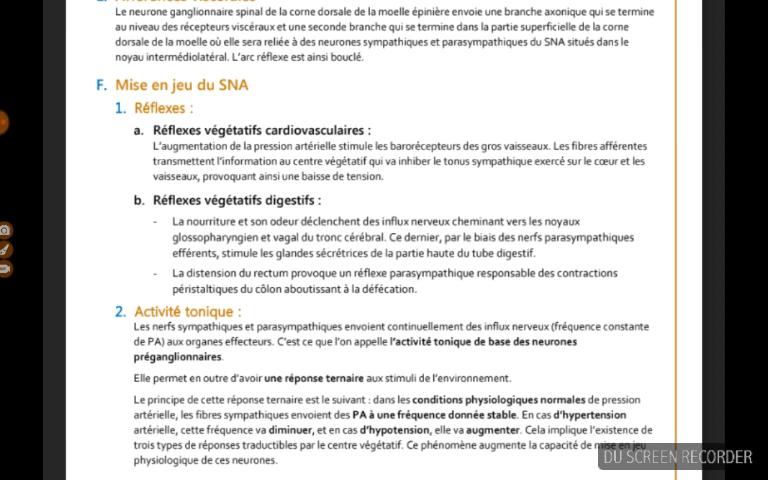 Le neurone ganglionnaire spinal de la corne dorsale de la moelle épinière envoie une branche axonique qui se termine
au niveau des récepteurs viscéraux et une seconde branche qui se termine dans la partie superficielle de la corne
dorsale de la moelle où elle sera reliée à des neurones sympathiques et parasympathiques du SNA situés dans le
noyau intermédiolatéral. L'arc réflexe est ainsi bouclé.
F. Mise en jeu du SNA
1. Réflexes :
a. Réflexes végétatifs cardiovasculaires :
L'augmentation de la pression artérielle stimule les barorécepteurs des gros vaisseaux. Les fibres afférentes
transmettent l'information au centre végétatif qui va inhiber le tonus sympathique exercé sur le cœur et les
vaisseaux, provoquant ainsi une baisse de tension.
b. Réflexes végétatifs digestifs :
- La nourriture et son odeur déclenchent des influx nerveux cheminant vers les noyaux
glossopharyngien et vagal du tronc cérébral. Ce dernier, par le biais des nerfs parasympathiques
efférents, stimule les glandes sécrétrices de la partie haute du tube digestif.
- La distension du rectum provoque un réflexe parasympathique responsable des contractions
péristaltiques du côlon aboutissant à la défécation.
2. Activité tonique :
Les nerfs sympathiques et parasympathiques envoient continuellement des influx nerveux (fréquence constante
de PA) aux organes effecteurs. C'est ce que l'on appelle l'activité tonique de base des neurones
préganglionnaires.
Elle permet en outre d'avoir une réponse ternaire aux stimuli de l'environnement.
Le principe de cette réponse ternaire est le suivant : dans les conditions physiologiques normales de pression
artérielle, les fibres sympathiques envoient des PA à une fréquence donnée stable. En cas d'hypertension
artérielle, cette fréquence va diminuer, et en cas d'hypotension, elle va augmenter. Cela implique l'existence de
trois types de réponses traductibles par le centre végétatif. Ce phénomène augmente la capacité de mise en jeu
physiologique de ces neurones.
DU SCREEN RECORDER